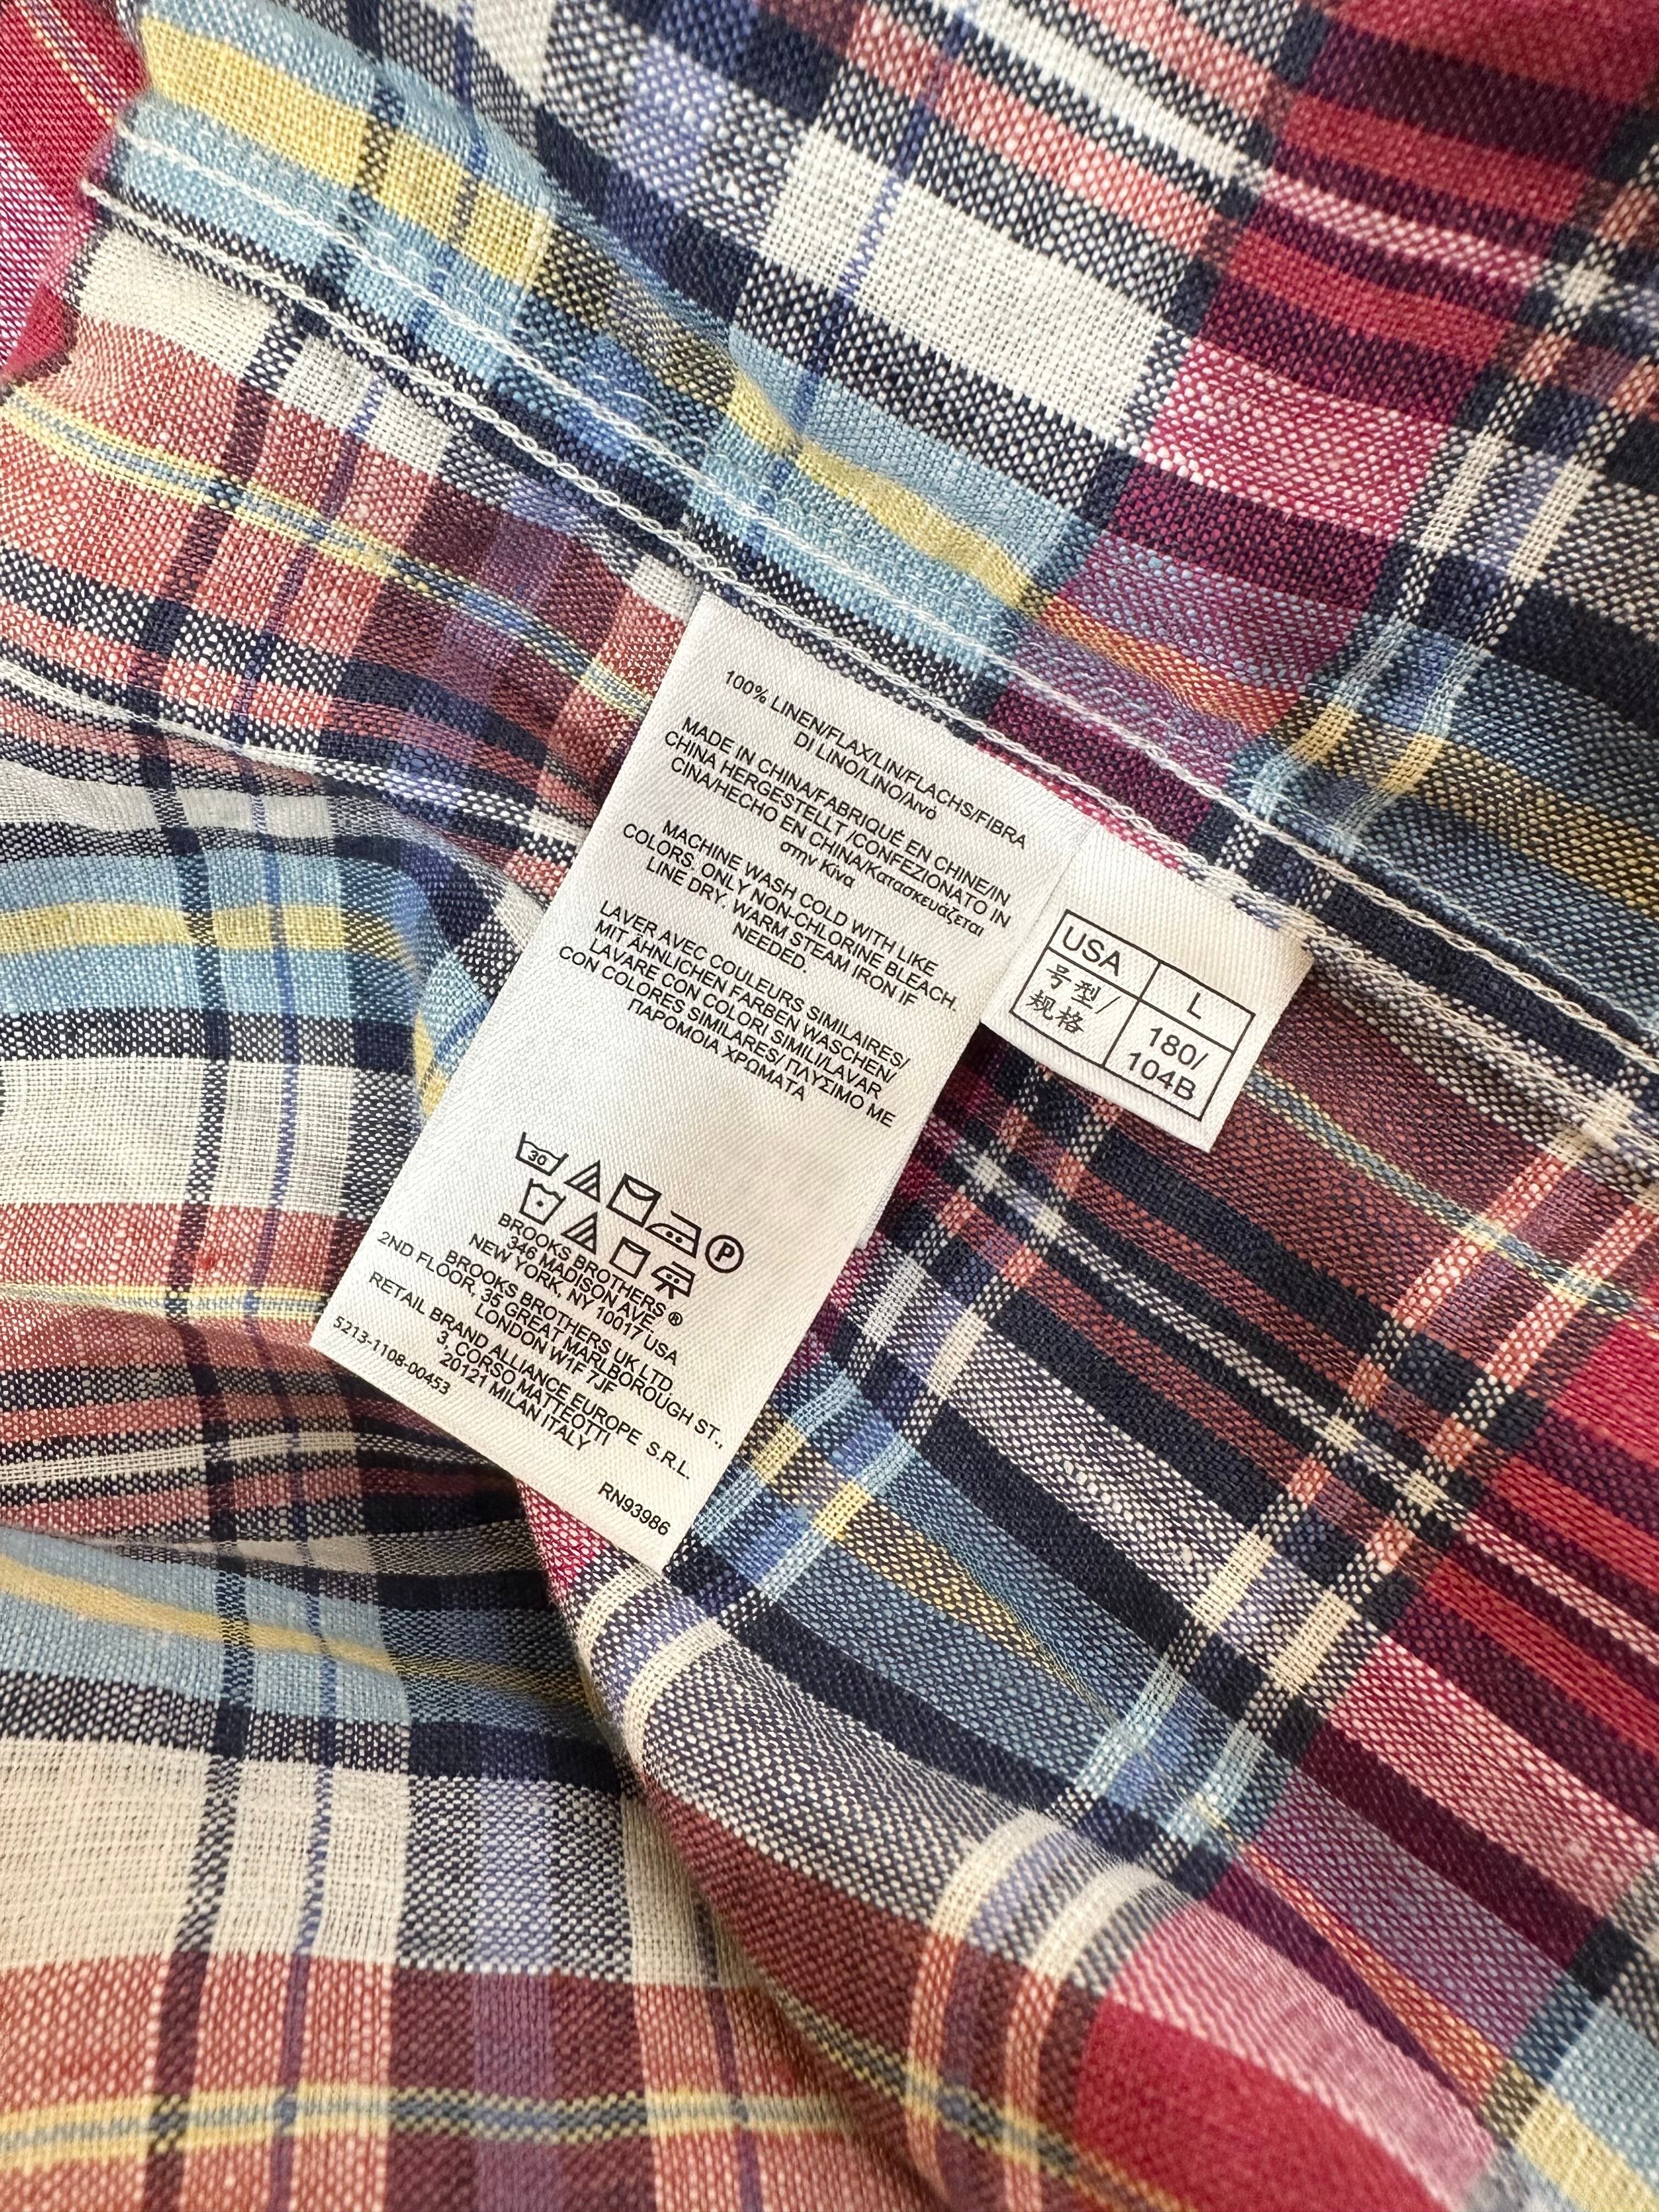 100% LINEN/FLAX/LIN/FLACHS/FIBRA
DI LINO/LINO/λινό
MADE IN CHINA/FABRIQUÉ EN CHINE/IN
CHINA HERGESTELLT /CONFEZIONATO IN
CINA/HECHO EN CHINA/Κατασκευάζεται
στην Κίνα
MACHINE WASH COLD WITH LIKE
COLORS. ONLY NON-CHLORINE BLEACH.
LINE DRY. WARM STEAM IRON IF
NEEDED.
LAVER AVEC COULEURS SIMILAIRES/
MIT ÄHNLICHEN FARBEN WASCHEN/
LAVARE CON COLORI SIMILI/LAVAR
CON COLORES SIMILARES/ ΠΛΥΣΙΜΟ ΜΕ
ΠΑΡΟΜΟΙΑ ΧΡΩΜΑΤΑ
30 P
BROOKS BROTHERS ®
346 MADISON AVE.
NEW YORK, NY 10017 USA
BROOKS BROTHERS UK LTD,
2ND FLOOR, 35 GREAT MARLBOROUGH ST.,
LONDON W1F 7JF
RETAIL BRAND ALLIANCE EUROPE S.R.L.
3, CORSO MATTEOTTI
20121 MILAN ITALY
5213-1108-00453
RN93986
USA L
号型/ 180/
规格 104B